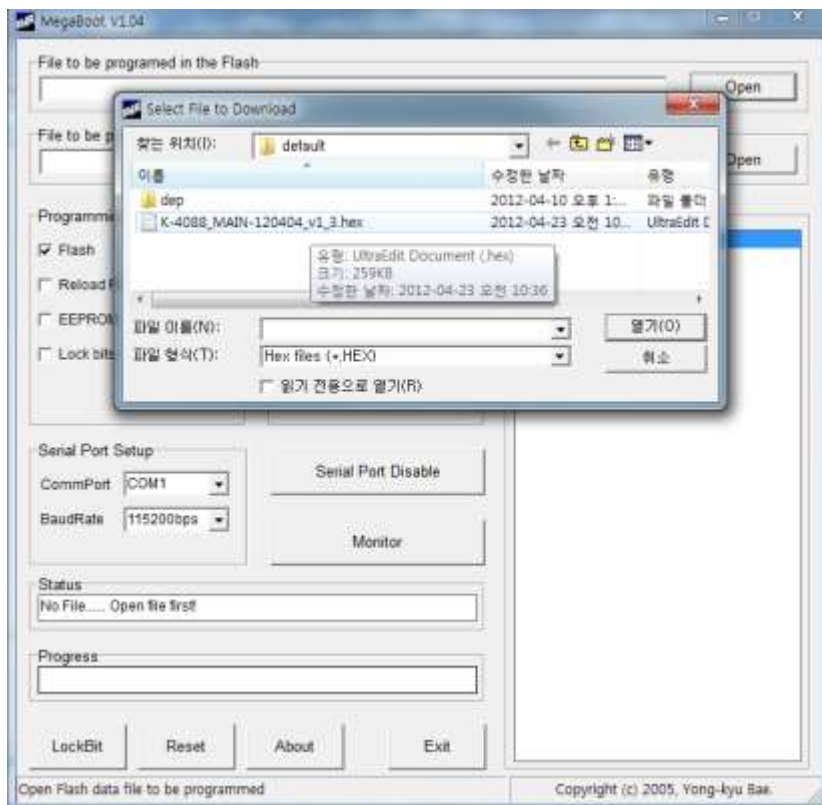 MegaBoot V1.04
File to be programed in the Flash
Open
File to be p
Open
Select File to Download
찾는 위치(I):
default
이름
수정한 날짜
유형
dep
2012-04-10 오후 1:...
파일 폴더
K-4088_MAIN-120404_v1_3.hex
2012-04-23 오전 10...
UltraEdit D
유형: UltraEdit Document (.hex)
크기: 259KB
수정한 날짜: 2012-04-23 오전 10:36
파일 이름(N):
열기(O)
파일 형식(T):
Hex files (*.HEX)
취소
읽기 전용으로 열기(R)
Programmi
Flash
Reload F
EEPROM
Lock bits
Serial Port Setup
CommPort
COM1
BaudRate
115200bps
Serial Port Disable
Monitor
Status
No File..... Open file first!
Progress
LockBit
Reset
About
Exit
Open Flash data file to be programmed
Copyright (c) 2005, Yong-kyu Bae.